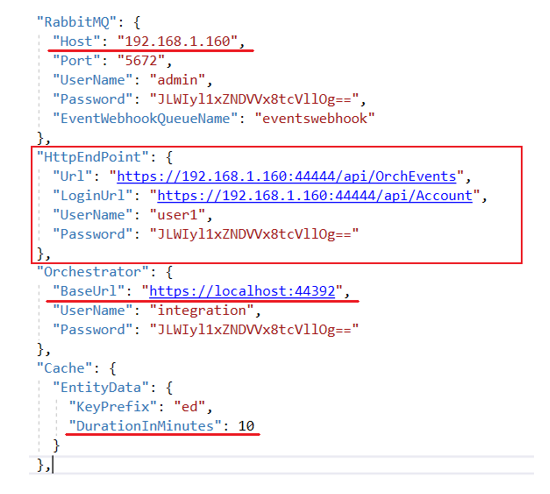 "RabbitMQ": {
"Host": "192.168.1.160",
"Port": "5672",
"UserName": "admin",
"Password": "JLWIyl1xZNDVVx8tcVllOg==",
"EventWebhookQueueName": "eventswebhook"
},
"HttpEndPoint": {
"Url": "https://192.168.1.160:44444/api/OrchEvents",
"LoginUrl": "https://192.168.1.160:44444/api/Account",
"UserName": "user1",
"Password": "JLWIyl1xZNDVVx8tcVllOg=="
},
"Orchestrator": {
"BaseUrl": "https://localhost:44392",
"UserName": "integration",
"Password": "JLWIyl1xZNDVVx8tcVllOg=="
},
"Cache": {
"EntityData": {
"KeyPrefix": "ed",
"DurationInMinutes": 10
}
},